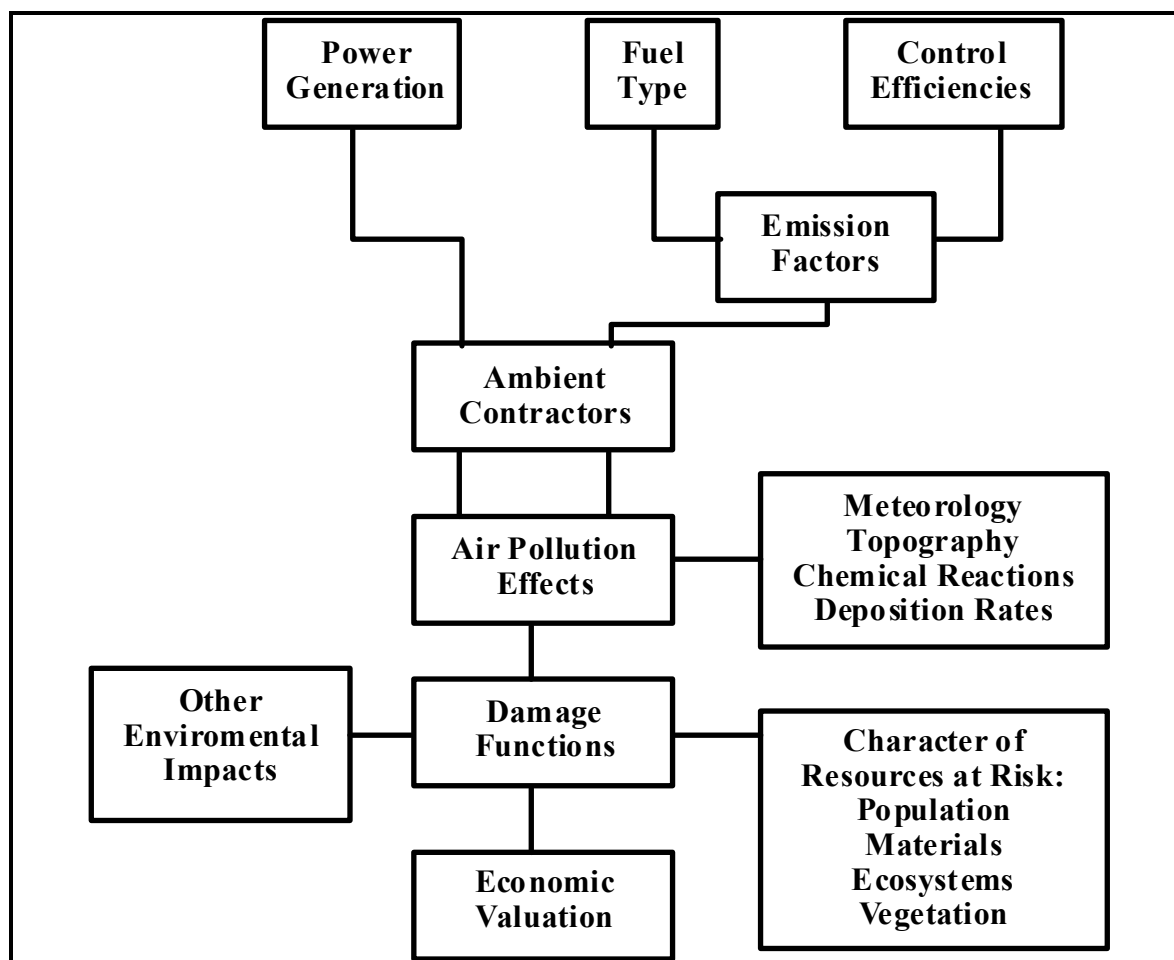 Power
Generation
Fuel
Type
Control
Efficiencies
Emission
Factors
Ambient
Contractors
Air Pollution
Effects
Meteorology
Topography
Chemical Reactions
Deposition Rates
Other
Enviromental
Impacts
Damage
Functions
Character of
Resources at Risk:
Population
Materials
Ecosystems
Vegetation
Economic
Valuation